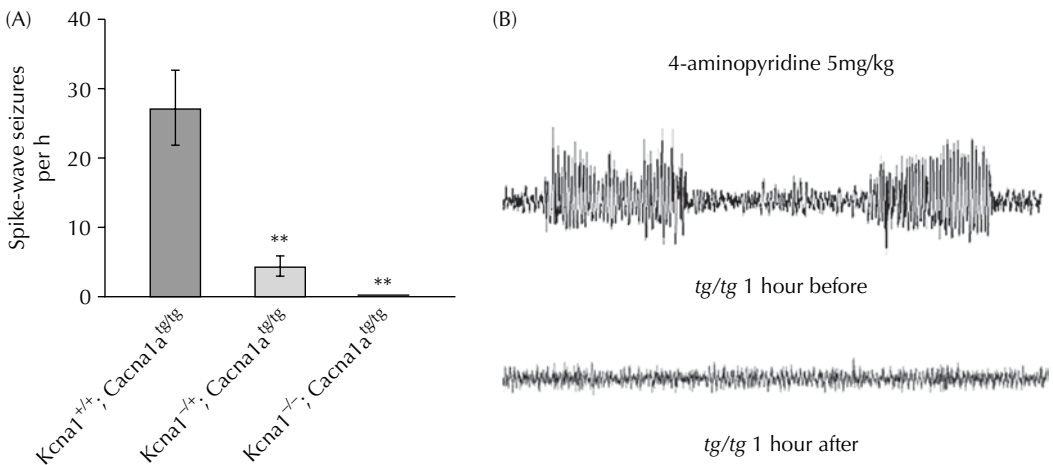 (A)
40
30
20
10
0
Spike-wave seizures
per h
**
**
Kcna1+/+; Cacna1atg/tg
Kcna1−/+; Cacna1atg/tg
Kcna1−/−; Cacna1atg/tg
(B)
4-aminopyridine 5mg/kg
tg/tg 1 hour before
tg/tg 1 hour after